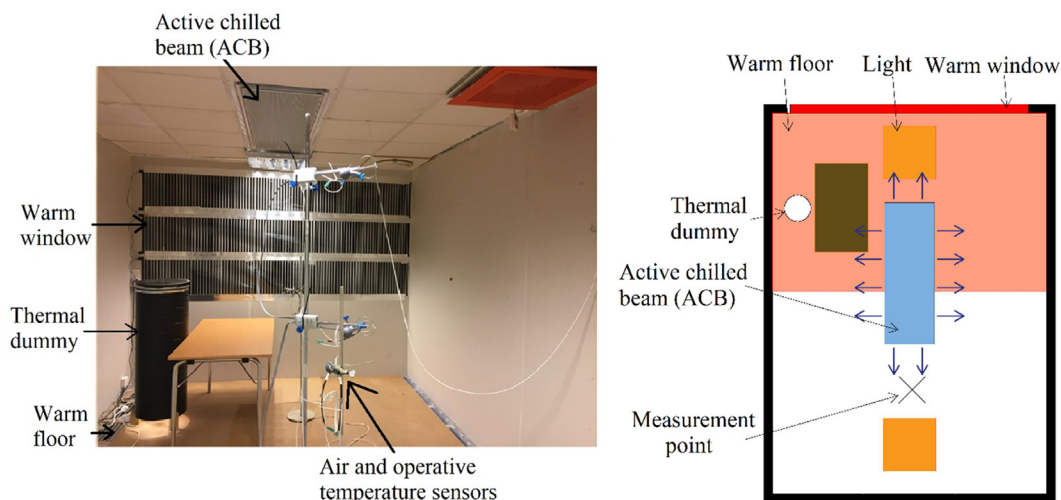 Active chilled
beam (ACB)
Warm
window
Thermal
dummy
Warm
floor
Air and operative
temperature sensors
Warm floor
Light
Warm window
Thermal
dummy
Active chilled
beam (ACB)
Measurement
point